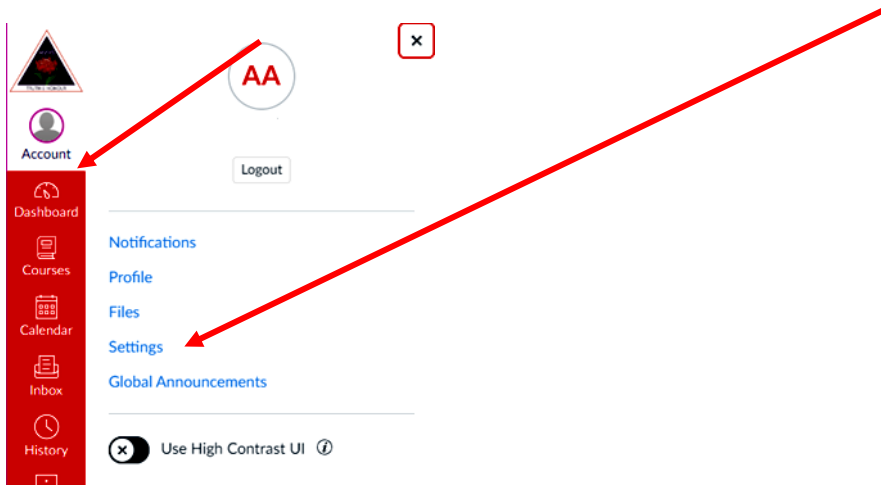 AA
Account
Logout
Dashboard
Courses
Calendar
Inbox
History
Notifications
Profile
Files
Settings
Global Announcements
Use High Contrast UI